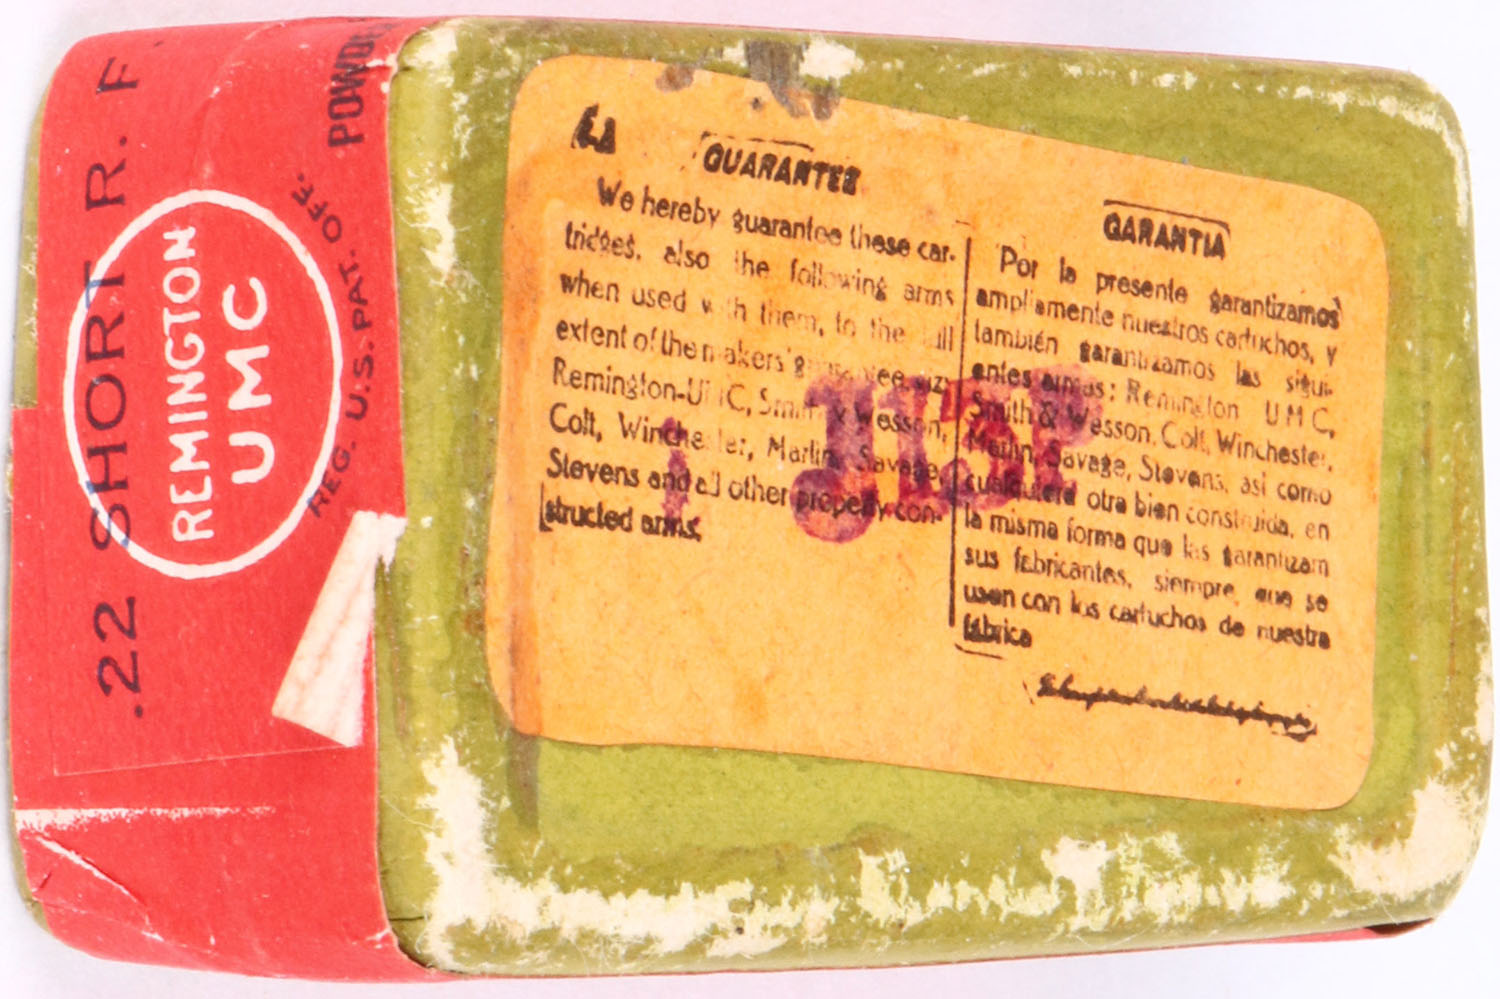 .22 SHORT R. F
REMINGTON
UMC
REG. U.S. PAT. OFF.
POWD
GUARANTEE
We hereby guarantee these car-
tridges, also the following arms
when used with them, to the full
extent of the makers' guarantee, viz:
Remington-UMC, Smith y Wesson,
Colt, Winchester, Marlin, Savage,
Stevens and all other properly con-
structed arms.
GARANTIA
Por la presente garantizamos
ampliamente nuestros cartuchos, y
también garantizamos las sigui-
entes armas: Remington UMC,
Smith & Wesson, Colt, Winchester,
Marlin, Savage, Stevens, así como
cualquiera otra bien construida, en
la misma forma que las garantizam
sus fabricantes, siempre que se
usen con los cartuchos de nuestra
fábrica